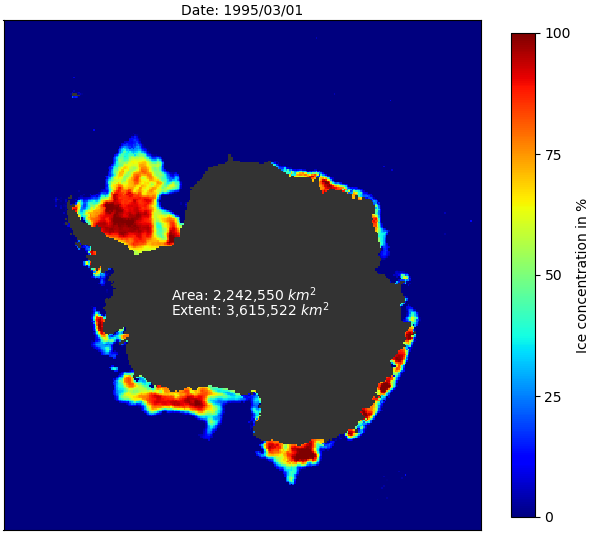 Date: 1995/03/01
100
75
50
25
0
Ice concentration in %
Area: 2,242,550 km²
Extent: 3,615,522 km²